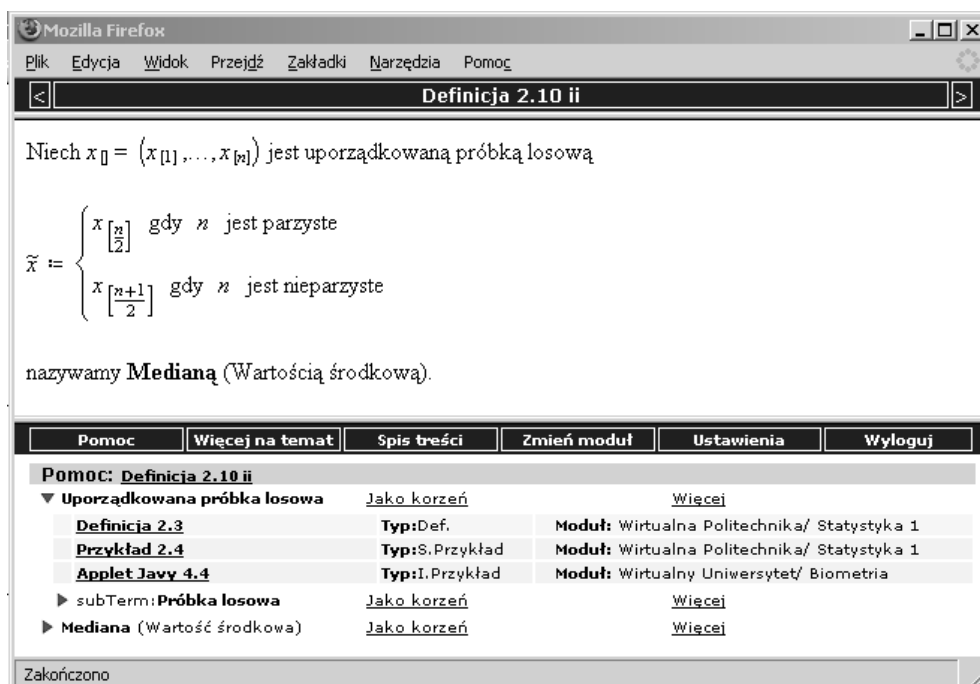 Mozilla Firefox
Plik Edycja Widok Przejdź Zakładki Narzędzia Pomoc
< Definicja 2.10 ii >
Niech x[] = (x[1],…,x[n]) jest uporządkowaną próbką losową
x̃ := { x[n/2] gdy n jest parzyste
x[(n+1)/2] gdy n jest nieparzyste
nazywamy Medianą (Wartością środkową).
Pomoc Więcej na temat Spis treści Zmień moduł Ustawienia Wyloguj
Pomoc: Definicja 2.10 ii
▼ Uporządkowana próbka losowa Jako korzeń Więcej
Definicja 2.3 Typ:Def. Moduł: Wirtualna Politechnika/ Statystyka 1
Przykład 2.4 Typ:S.Przykład Moduł: Wirtualna Politechnika/ Statystyka 1
Applet Javy 4.4 Typ:I.Przykład Moduł: Wirtualny Uniwersytet/ Biometria
▶ subTerm:Próbka losowa Jako korzeń Więcej
▶ Mediana (Wartość środkowa) Jako korzeń Więcej
Zakończono